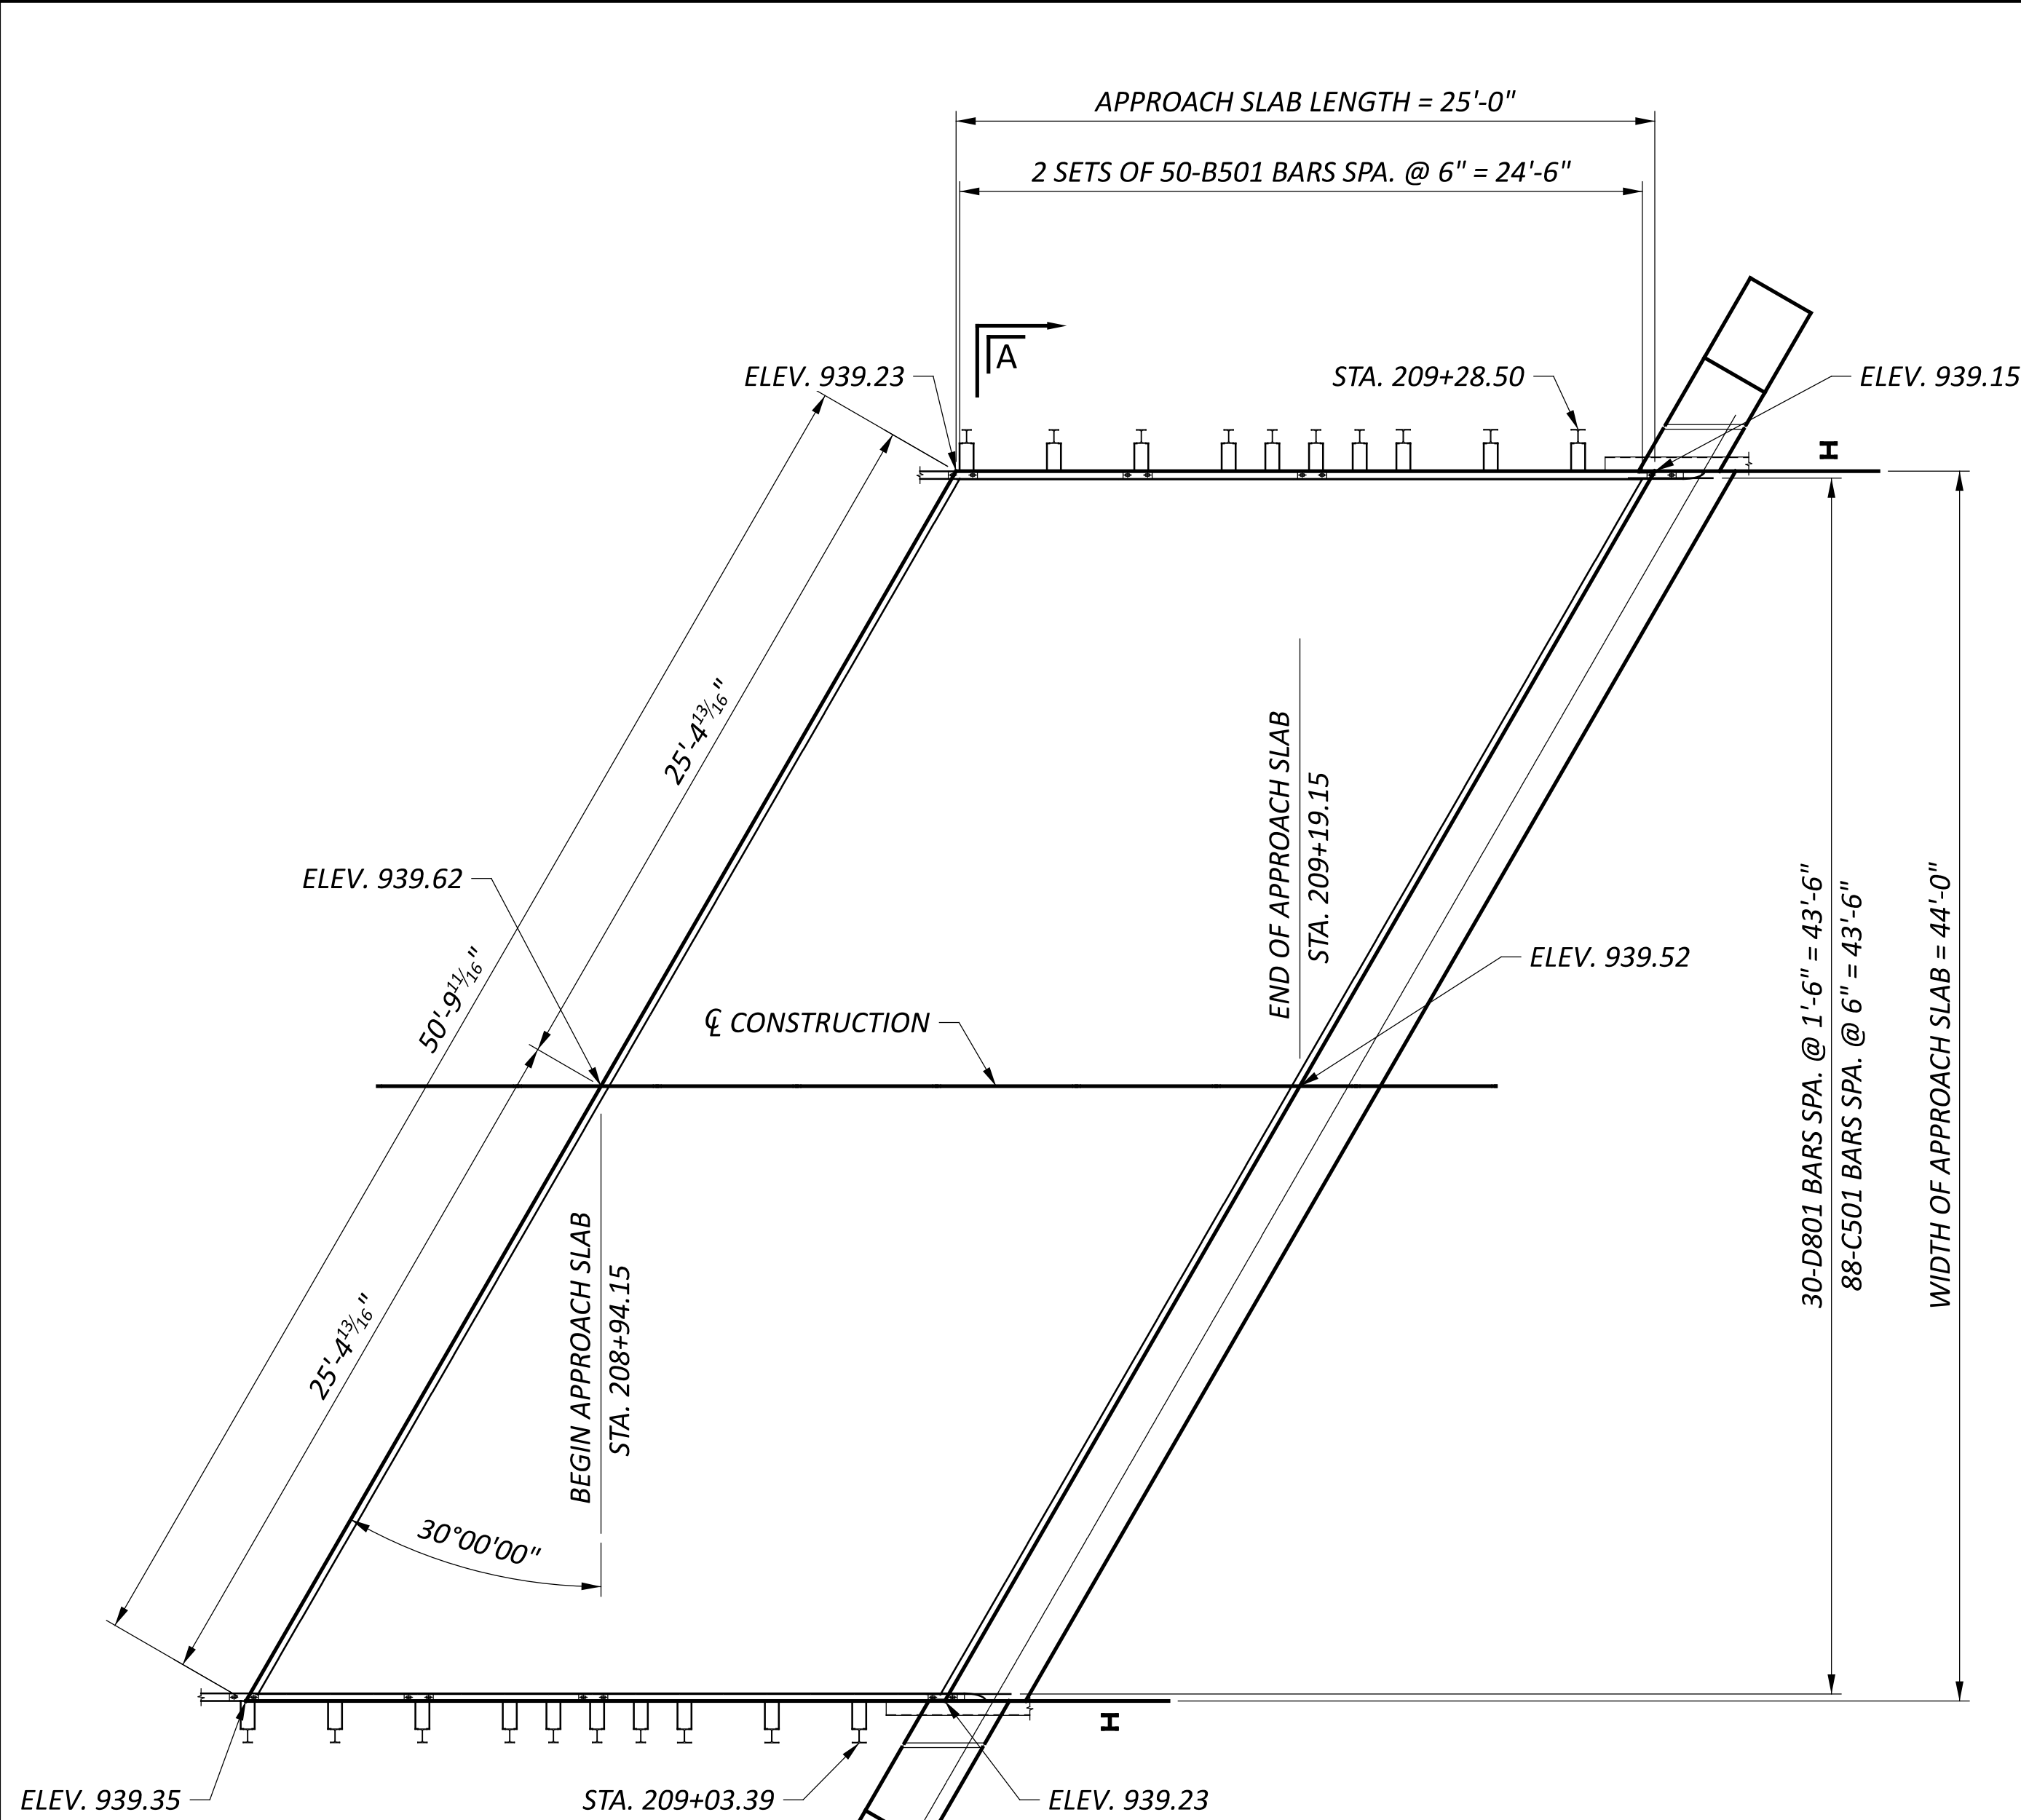 APPROACH SLAB LENGTH = 25'-0"
2 SETS OF 50-B501 BARS SPA. @ 6" = 24'-6"
A
ELEV. 939.23
STA. 209+28.50
ELEV. 939.15
H
25'-4 13/16"
END OF APPROACH SLAB
STA. 209+19.15
ELEV. 939.62
30-D801 BARS SPA. @ 1'-6" = 43'-6"
88-C501 BARS SPA. @ 6" = 43'-6"
WIDTH OF APPROACH SLAB = 44'-0"
ELEV. 939.52
50'-9 11/16"
℄ CONSTRUCTION
BEGIN APPROACH SLAB
STA. 208+94.15
25'-4 13/16"
30°00'00"
H
ELEV. 939.35
STA. 209+03.39
ELEV. 939.23